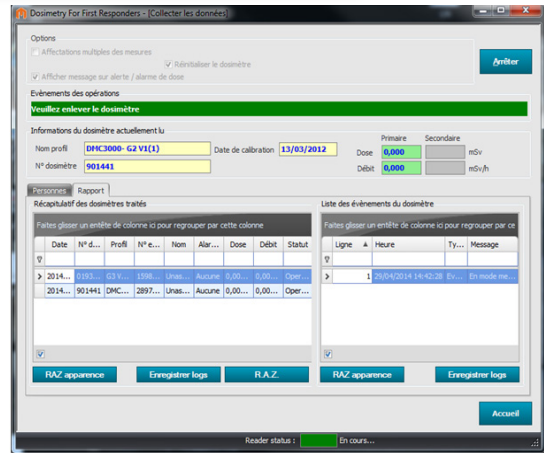 Dosimetry For First Responders - [Collecter les données]
Options
Affectations multiples des mesures
Réinitialiser le dosimètre
Afficher message sur alerte / alarme de dose
Arrêter
Evènements des opérations
Veuillez enlever le dosimètre
Informations du dosimètre actuellement lu
Primaire Secondaire
Nom profil DMC3000- G2 V1(1) Date de calibration 13/03/2012 Dose 0,000 mSv
N° dosimètre 901441 Débit 0,000 mSv/h
Personnes Rapport
Récapitulatif des dosimètres traités Liste des évènements du dosimètre
Faites glisser un entête de colonne ici pour regrouper par cette colonne Faites glisser un entête de colonne ici pour regrouper par ce
Date N° d... Profil N° e... Nom Alar... Dose Débit Statut Ligne Heure Ty... Message
2014... 0193... G3 V... 1598... Unas... Aucune 0,00... 0,00... Oper... 1 29/04/2014 14:42:28 Ev... En mode me...
2014... 901441 DMC... 2897... Unas... Aucune 0,00... 0,00... Oper...
RAZ apparence Enregistrer logs R.A.Z. RAZ apparence Enregistrer logs
Accueil
Reader status : En cours...